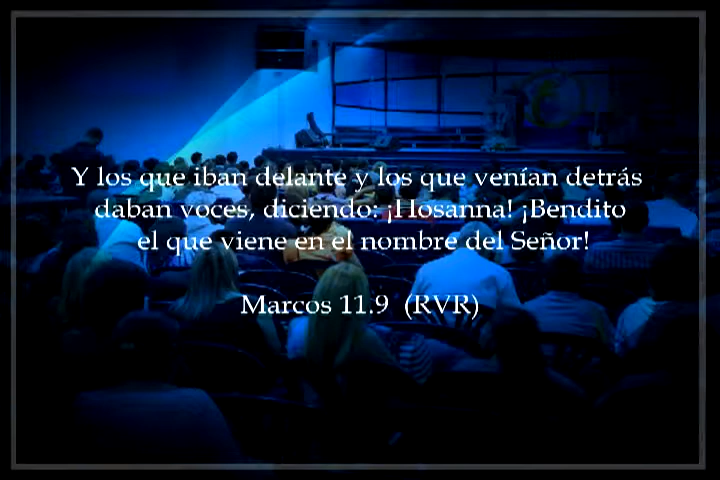 Y los que iban delante y los que venían detrás
daban voces, diciendo: ¡Hosanna! ¡Bendito
el que viene en el nombre del Señor!
Marcos 11.9 (RVR)